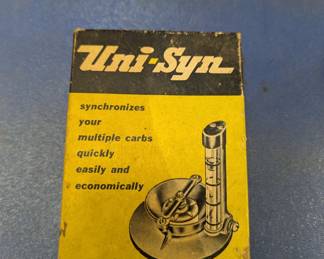 Uni-Syn
synchronizes
your
multiple carbs
quickly
easily and
economically